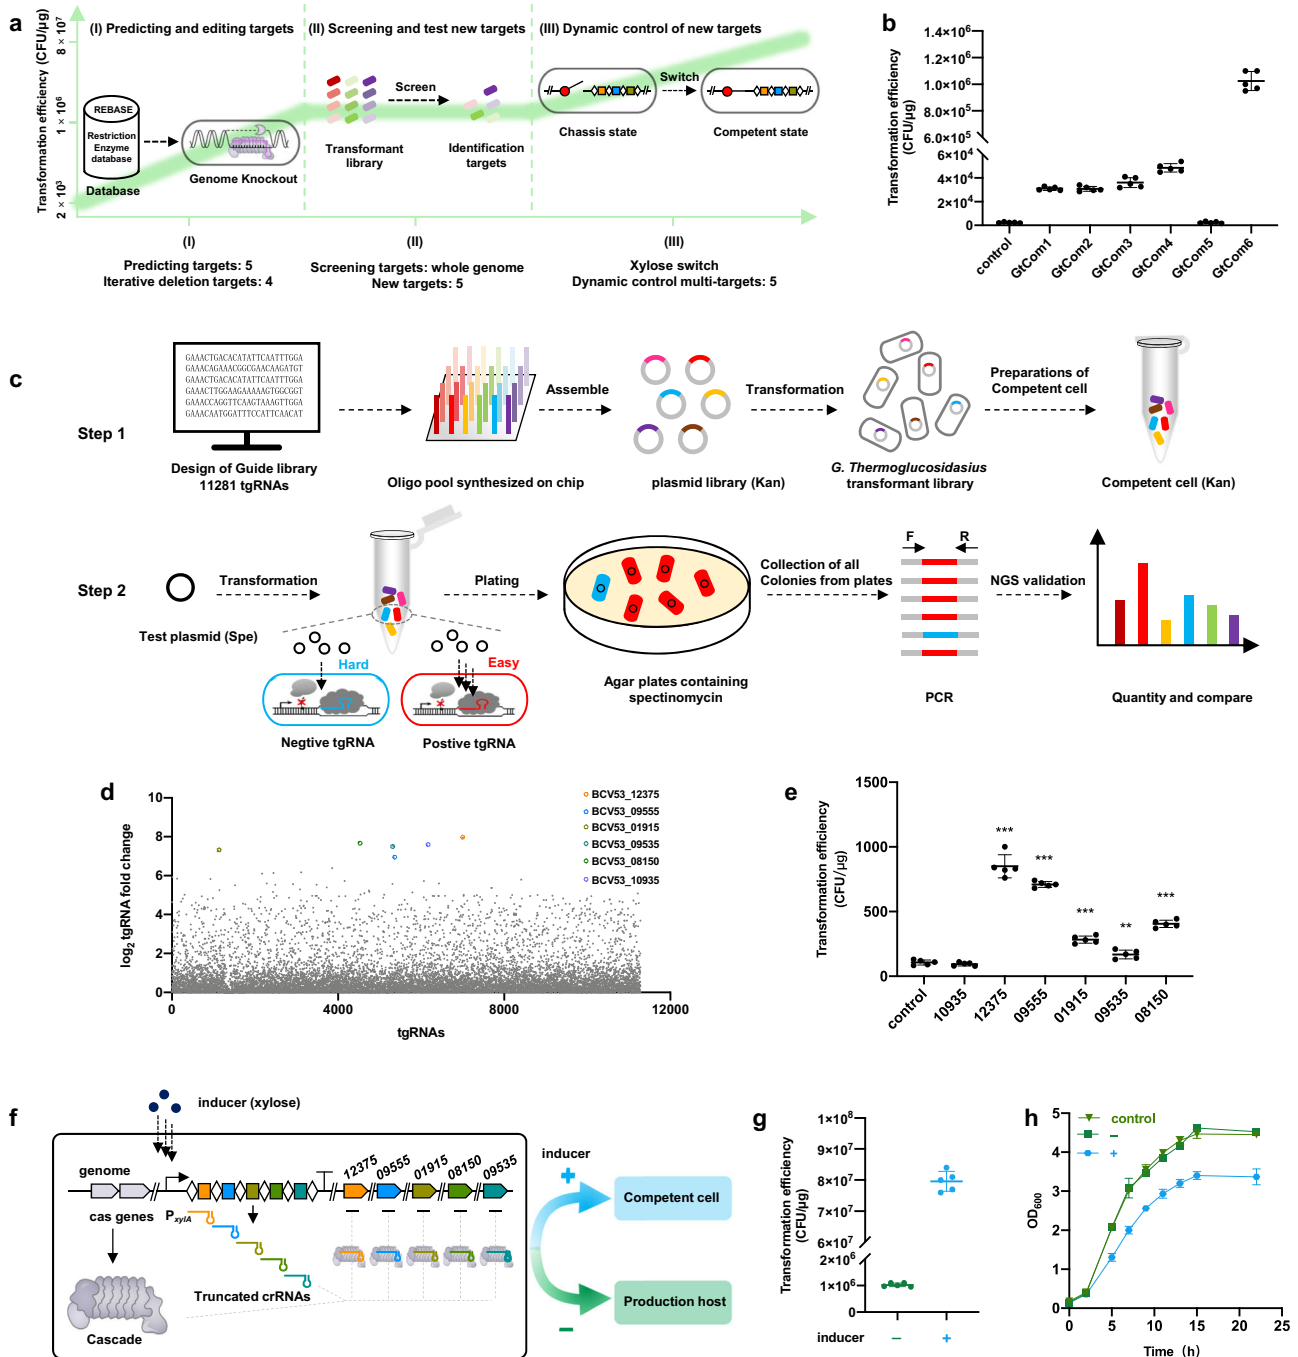 a
(I) Predicting and editing targets
(II) Screening and test new targets
(III) Dynamic control of new targets
Transformation efficiency (CFU/μg)
8 × 10⁷
1 × 10⁶
2 × 10³
REBASE
Restriction
Enzyme
database
Database
Genome Knockout
Screen
Transformant
library
Identification
targets
Switch
Chassis state
Competent state
(I)
(II)
(III)
Predicting targets: 5
Iterative deletion targets: 4
Screening targets: whole genome
New targets: 5
Xylose switch
Dynamic control multi-targets: 5
b
Transformation efficiency
(CFU/μg)
1.4×10⁶
1.2×10⁶
1.0×10⁶
8.0×10⁵
6.0×10⁵
6×10⁴
4×10⁴
2×10⁴
0
control
GtCom1
GtCom2
GtCom3
GtCom4
GtCom5
GtCom6
c
Step 1
GAAACTGACACATATTCAATTTGGA
GAAACAGAAACGGCGAACAAGATGT
GAAACTGACACATATTCAATTTGGA
GAAACTTGGAAGAAAAAGTGGCGGT
GAAACCAGGTTCAAGTAAAGTTGGA
GAAACAATGGATTTCCATTCAACAT
Design of Guide library
11281 tgRNAs
Oligo pool synthesized on chip
Assemble
plasmid library (Kan)
Transformation
G. Thermoglucosidasius
transformant library
Preparations of
Competent cell
Competent cell (Kan)
Step 2
Test plasmid (Spe)
Transformation
Hard
Easy
Negtive tgRNA
Postive tgRNA
Plating
Agar plates containing
spectinomycin
Collection of all
Colonies from plates
F
R
PCR
NGS validation
Quantity and compare
d
log₂ tgRNA fold change
10
8
6
4
2
0
0
4000
8000
12000
tgRNAs
BCV53_12375
BCV53_09555
BCV53_01915
BCV53_09535
BCV53_08150
BCV53_10935
e
Transformation efficiency
(CFU/μg)
1500
1000
500
0
***
***
***
**
***
control
10935
12375
09555
01915
09535
08150
f
inducer (xylose)
genome
cas genes
PxylA
12375
09555
01915
08150
09535
Truncated crRNAs
Cascade
inducer
+
−
Competent cell
Production host
g
Transformation efficiency
(CFU/μg)
1×10⁸
9×10⁷
8×10⁷
7×10⁷
6×10⁷
2×10⁶
1×10⁶
0
inducer
−
+
h
control
−
+
OD₆₀₀
5
4
3
2
1
0
0
5
10
15
20
25
Time (h)